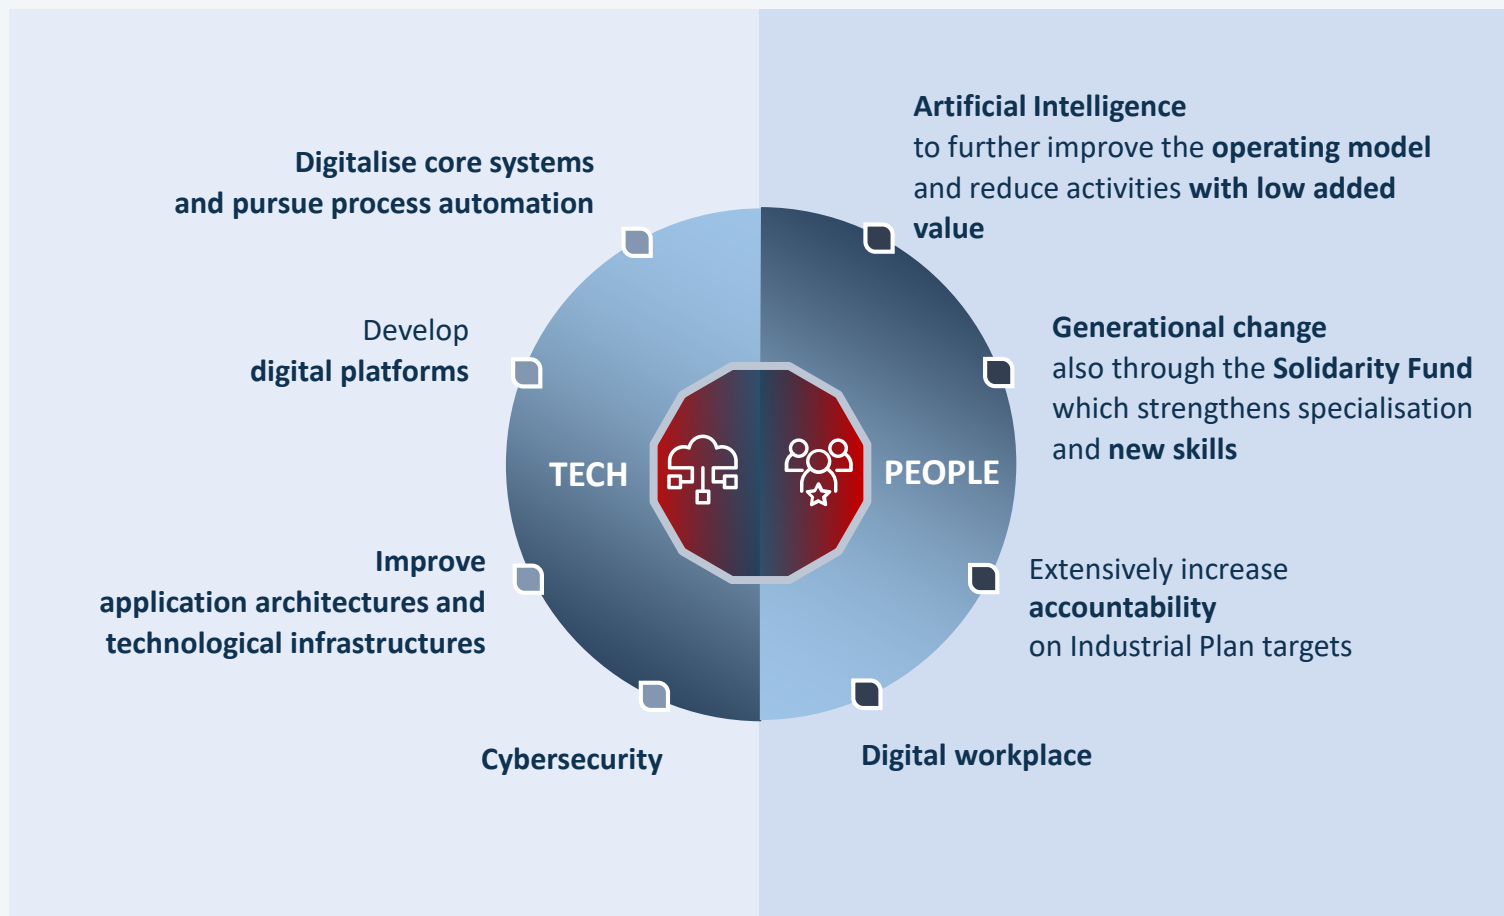 Digitalise core systems
and pursue process automation
Develop
digital platforms
TECH
Improve
application architectures and
technological infrastructures
Cybersecurity
Artificial Intelligence
to further improve the operating model
and reduce activities with low added
value
Generational change
also through the Solidarity Fund
which strengthens specialisation
and new skills
PEOPLE
Extensively increase
accountability
on Industrial Plan targets
Digital workplace